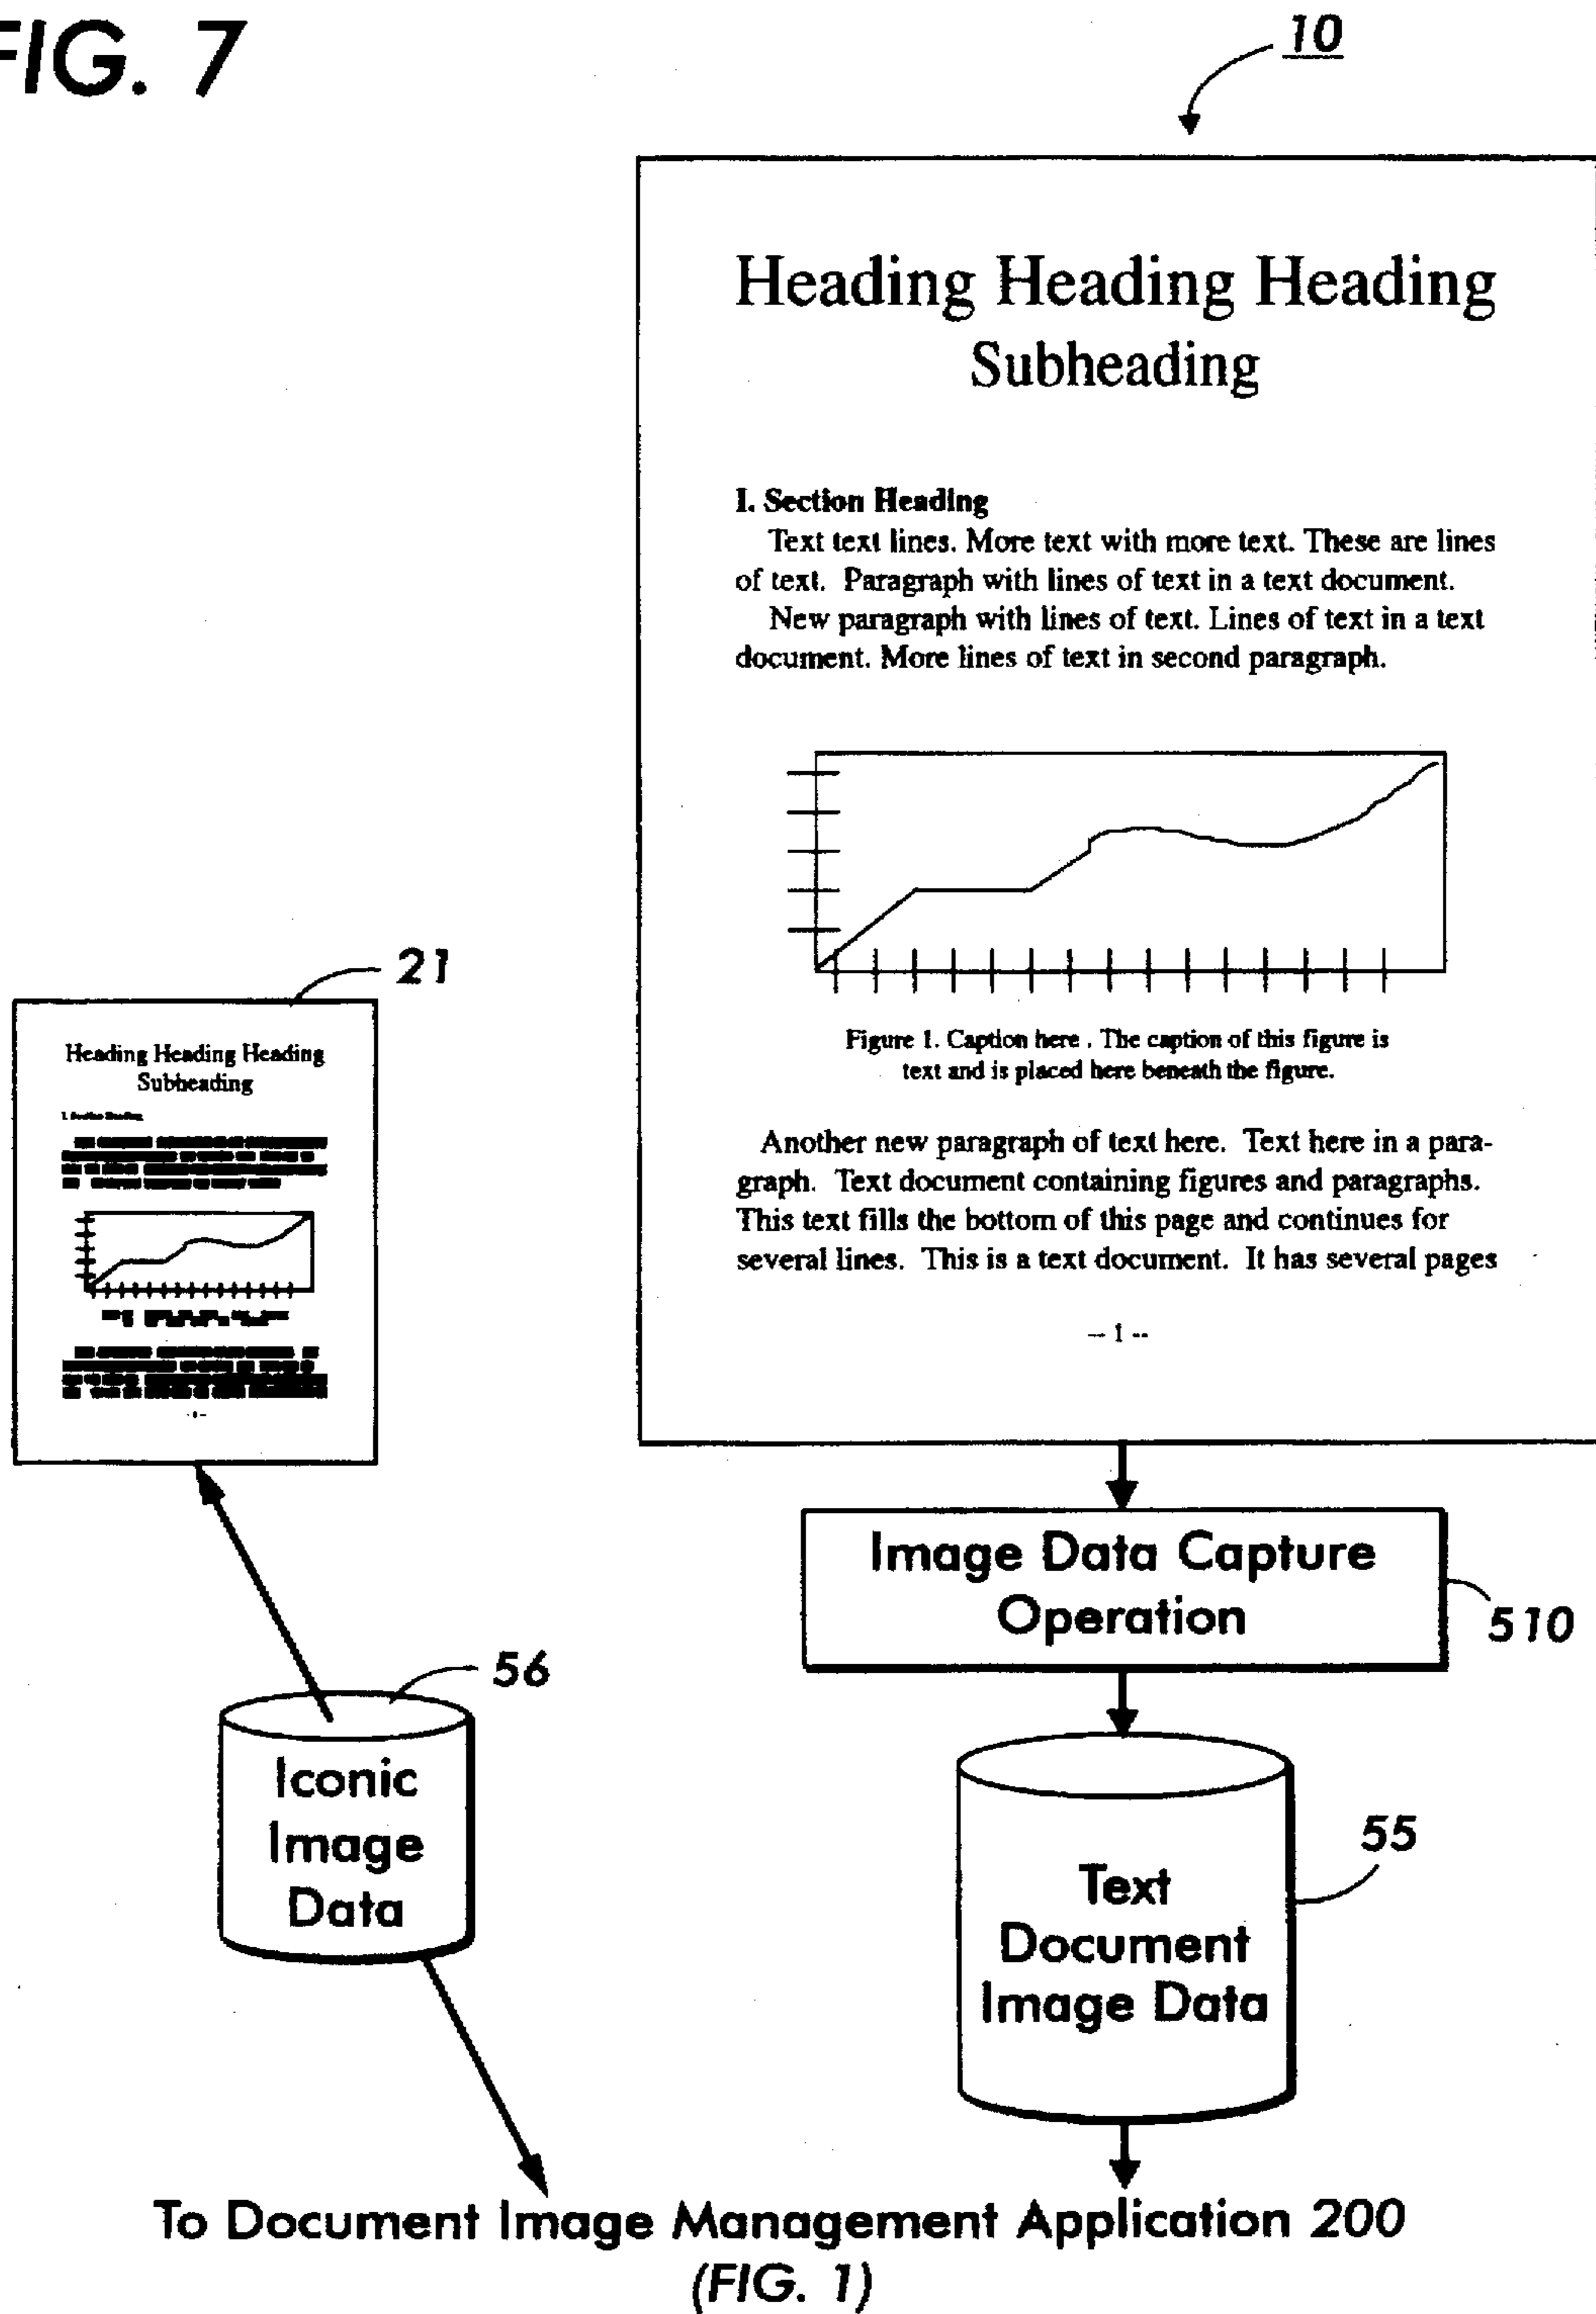 FIG. 7
10
Heading Heading Heading
Subheading
I. Section Heading
Text text lines. More text with more text. These are lines
of text. Paragraph with lines of text in a text document.
New paragraph with lines of text. Lines of text in a text
document. More lines of text in second paragraph.
Figure 1. Caption here . The caption of this figure is
text and is placed here beneath the figure.
Another new paragraph of text here. Text here in a para-
graph. Text document containing figures and paragraphs.
This text fills the bottom of this page and continues for
several lines. This is a text document. It has several pages
-- 1 --
21
Heading Heading Heading
Subheading
I. Section Heading
Image Data Capture
Operation
510
56
Iconic
Image
Data
55
Text
Document
Image Data
To Document Image Management Application 200
(FIG. 1)